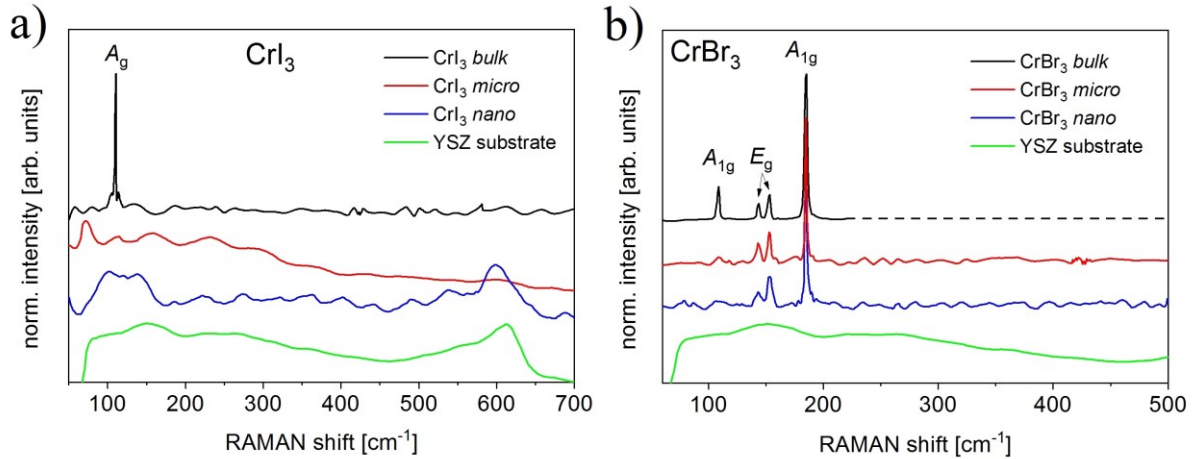 a)
CrI₃
A_g
CrI₃ bulk
CrI₃ micro
CrI₃ nano
YSZ substrate
norm. intensity [arb. units]
100 200 300 400 500 600 700
RAMAN shift [cm⁻¹]
b)
CrBr₃
A₁g
A₁g
E_g
CrBr₃ bulk
CrBr₃ micro
CrBr₃ nano
YSZ substrate
norm. intensity [arb. units]
100 200 300 400 500
RAMAN shift [cm⁻¹]